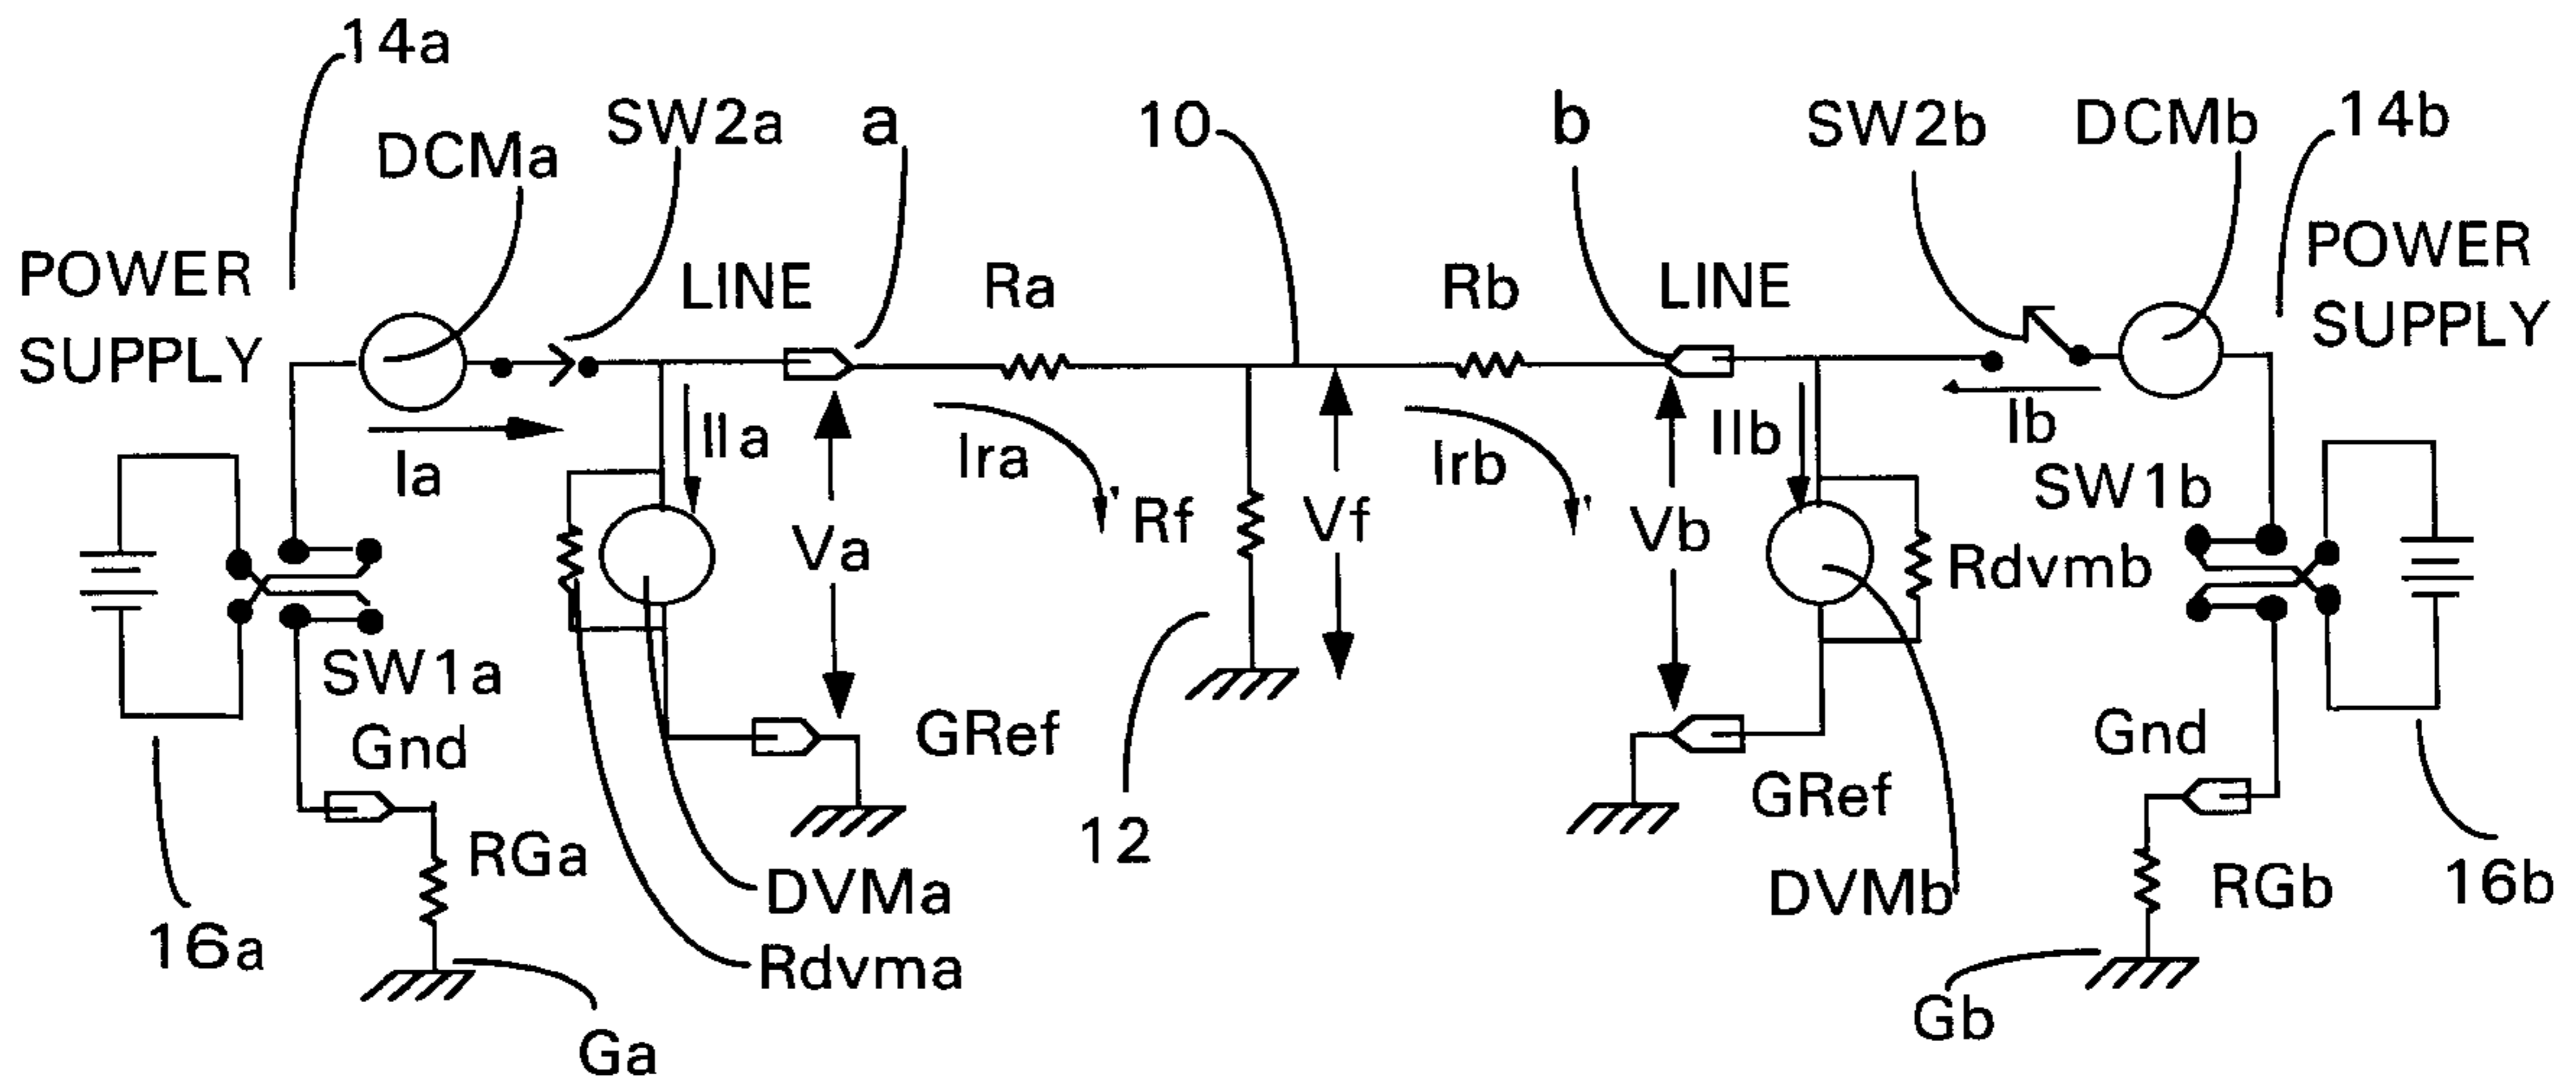 14a
DCMa
SW2a
a
10
b
SW2b
DCMb
14b
POWER
SUPPLY
LINE
Ra
Rb
LINE
POWER
SUPPLY
Ia
IIa
Va
Ira
Rf
Vf
Irb
Vb
IIb
Ib
SW1b
Rdvmb
SW1a
Gnd
GRef
12
GRef
Gnd
RGa
DVMa
Rdvma
16a
Ga
DVMb
RGb
16b
Gb